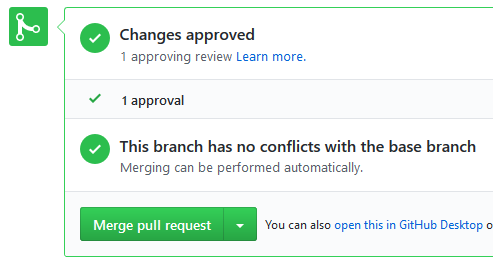 Changes approved
1 approving review Learn more.
1 approval
This branch has no conflicts with the base branch
Merging can be performed automatically.
Merge pull request You can also open this in GitHub Desktop o